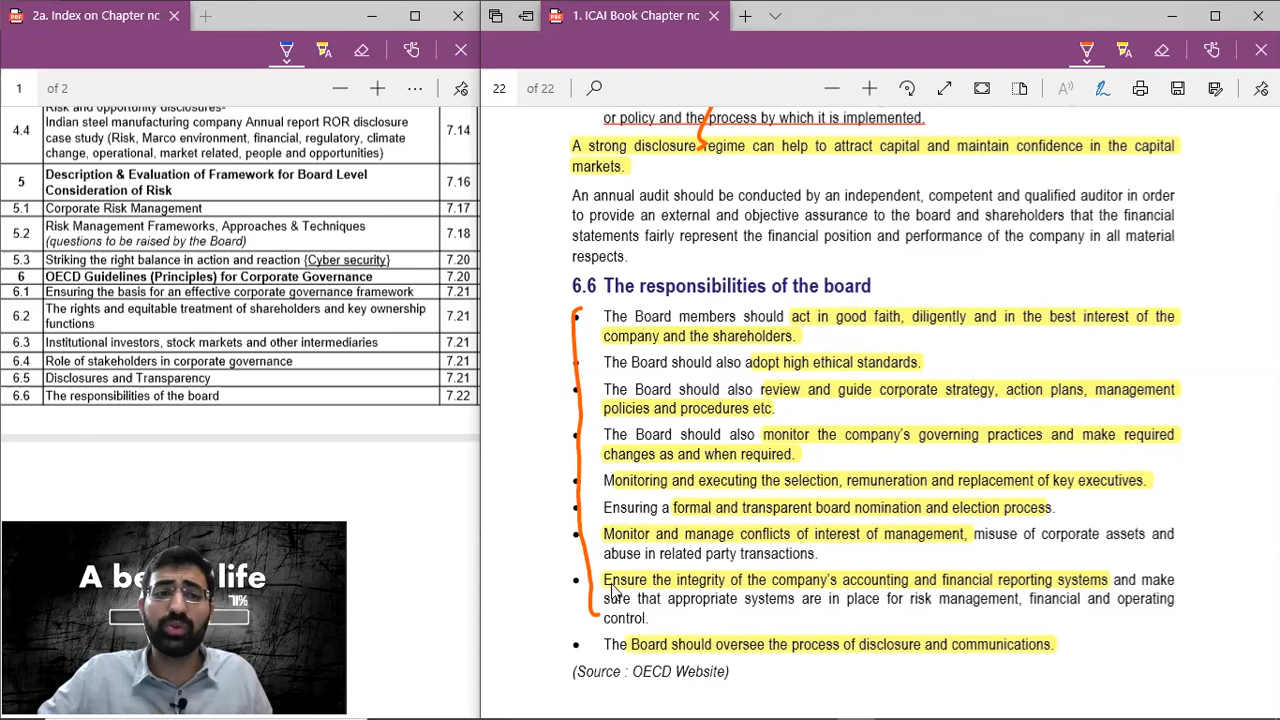 2a. Index on Chapter nc
1 of 2
Risk and opportunity disclosures-
4.4 Indian steel manufacturing company Annual report ROR disclosure 7.14
case study (Risk, Marco environment, financial, regulatory, climate
change, operational, market related, people and opportunities)
5 Description & Evaluation of Framework for Board Level 7.16
Consideration of Risk
5.1 Corporate Risk Management 7.17
5.2 Risk Management Frameworks, Approaches & Techniques 7.18
(questions to be raised by the Board)
5.3 Striking the right balance in action and reaction {Cyber security} 7.20
6 OECD Guidelines (Principles) for Corporate Governance 7.20
6.1 Ensuring the basis for an effective corporate governance framework 7.21
6.2 The rights and equitable treatment of shareholders and key ownership 7.21
functions
6.3 Institutional investors, stock markets and other intermediaries 7.21
6.4 Role of stakeholders in corporate governance 7.21
6.5 Disclosures and Transparency 7.21
6.6 The responsibilities of the board 7.22
A be life
71%
1. ICAI Book Chapter nc
22 of 22
or policy and the process by which it is implemented.
A strong disclosure regime can help to attract capital and maintain confidence in the capital
markets.
An annual audit should be conducted by an independent, competent and qualified auditor in order
to provide an external and objective assurance to the board and shareholders that the financial
statements fairly represent the financial position and performance of the company in all material
respects.
6.6 The responsibilities of the board
• The Board members should act in good faith, diligently and in the best interest of the
company and the shareholders.
• The Board should also adopt high ethical standards.
• The Board should also review and guide corporate strategy, action plans, management
policies and procedures etc.
• The Board should also monitor the company's governing practices and make required
changes as and when required.
• Monitoring and executing the selection, remuneration and replacement of key executives.
• Ensuring a formal and transparent board nomination and election process.
• Monitor and manage conflicts of interest of management, misuse of corporate assets and
abuse in related party transactions.
• Ensure the integrity of the company's accounting and financial reporting systems and make
sure that appropriate systems are in place for risk management, financial and operating
control.
• The Board should oversee the process of disclosure and communications.
(Source : OECD Website)